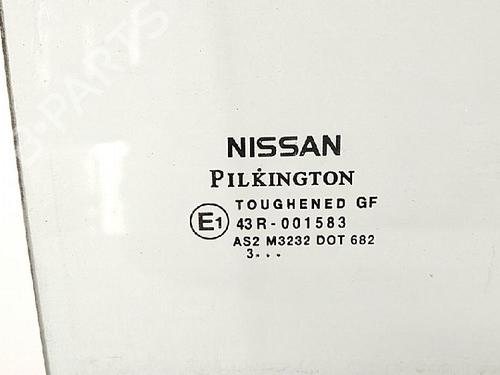 B-PARTS
NISSAN
PILKINGTON
TOUGHENED GF
E1 43R-001583
AS2 M3232 DOT 682
3...